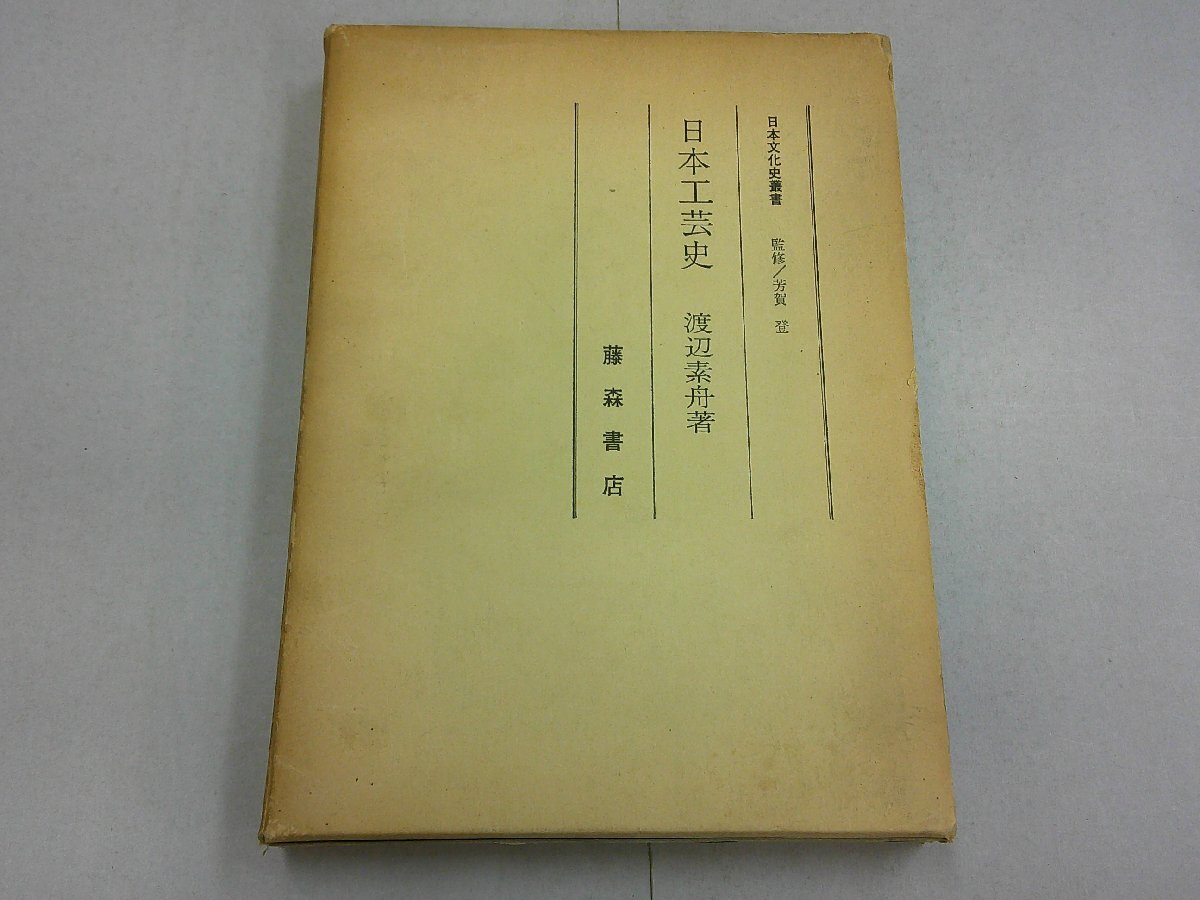 日本文化史叢書 監修/芳賀 登
日本工芸史 渡辺素舟著
藤森書店